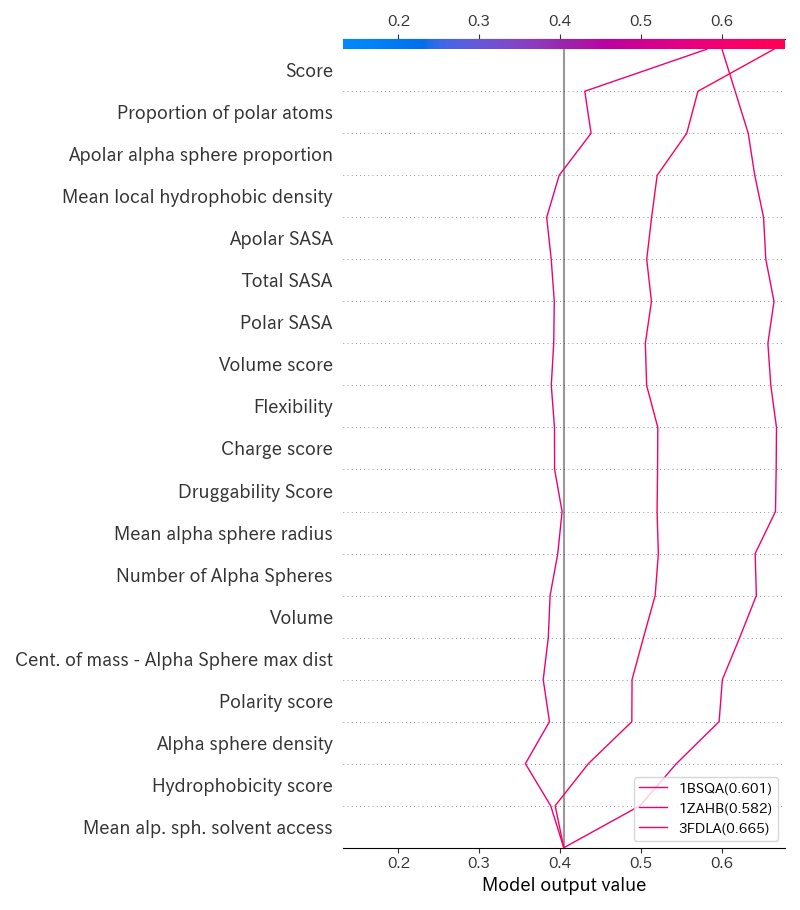 0.2 0.3 0.4 0.5 0.6
Score
Proportion of polar atoms
Apolar alpha sphere proportion
Mean local hydrophobic density
Apolar SASA
Total SASA
Polar SASA
Volume score
Flexibility
Charge score
Druggability Score
Mean alpha sphere radius
Number of Alpha Spheres
Volume
Cent. of mass - Alpha Sphere max dist
Polarity score
Alpha sphere density
Hydrophobicity score
Mean alp. sph. solvent access
1BSQA(0.601)
1ZAHB(0.582)
3FDLA(0.665)
0.2 0.3 0.4 0.5 0.6
Model output value